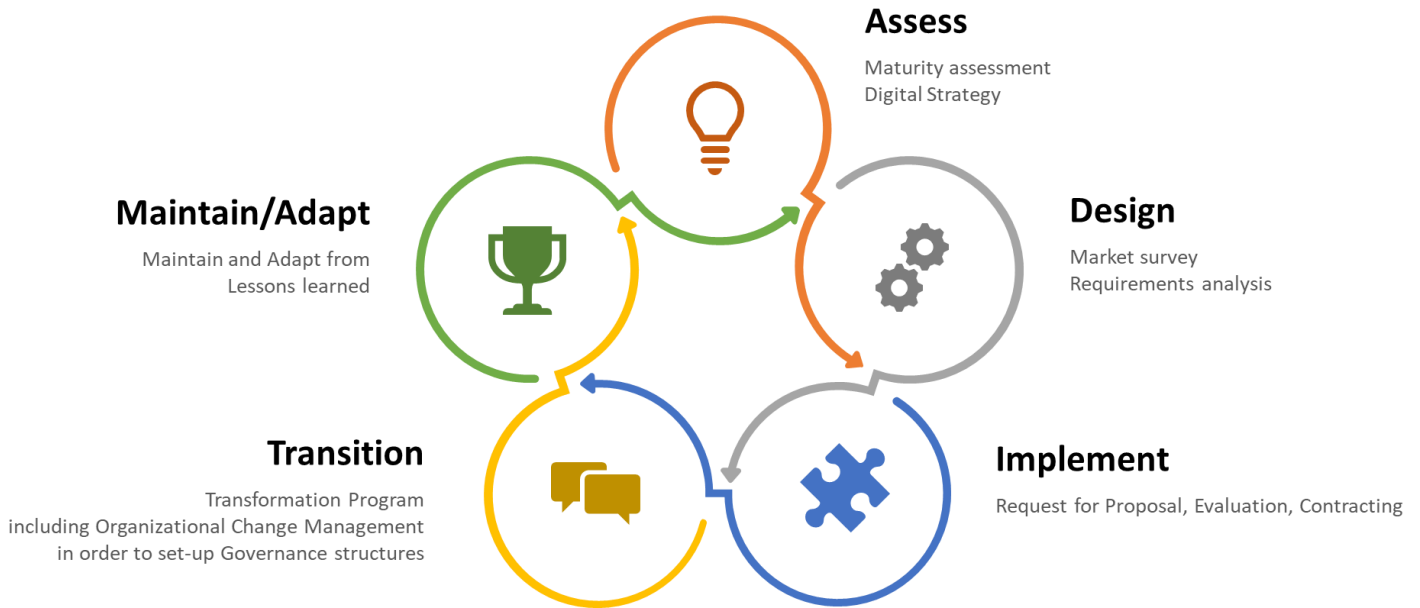 Assess
Maturity assessment
Digital Strategy
Design
Market survey
Requirements analysis
Implement
Request for Proposal, Evaluation, Contracting
Transition
Transformation Program
including Organizational Change Management
in order to set-up Governance structures
Maintain/Adapt
Maintain and Adapt from
Lessons learned